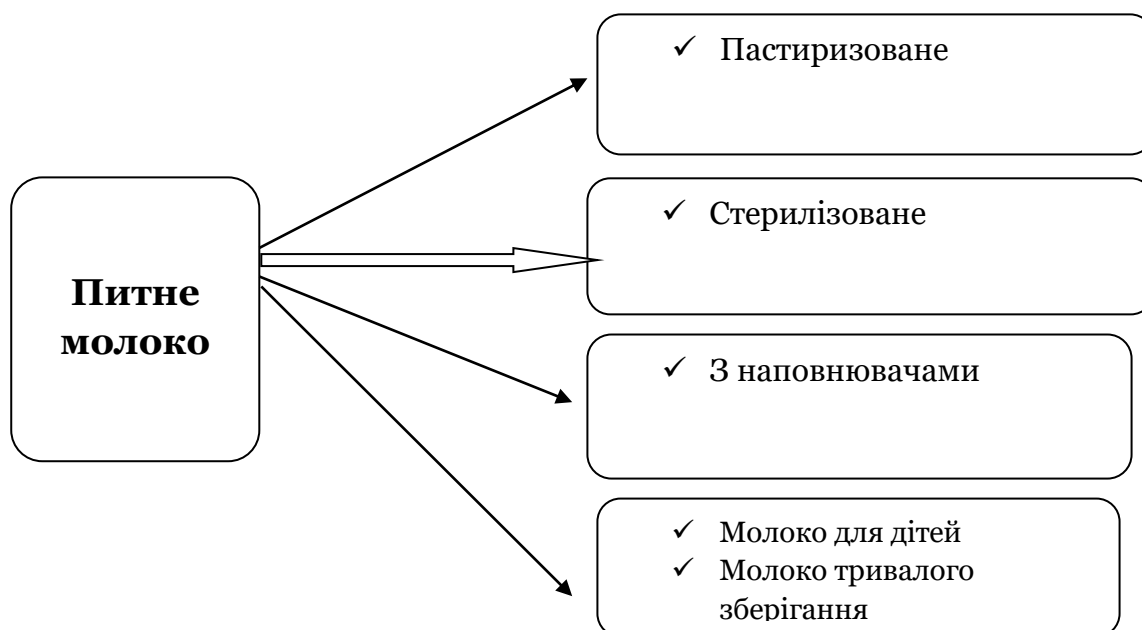 Питне
молоко
✓ Пастиризоване
✓ Стерилізоване
✓ З наповнювачами
✓ Молоко для дітей
✓ Молоко тривалого
зберігання